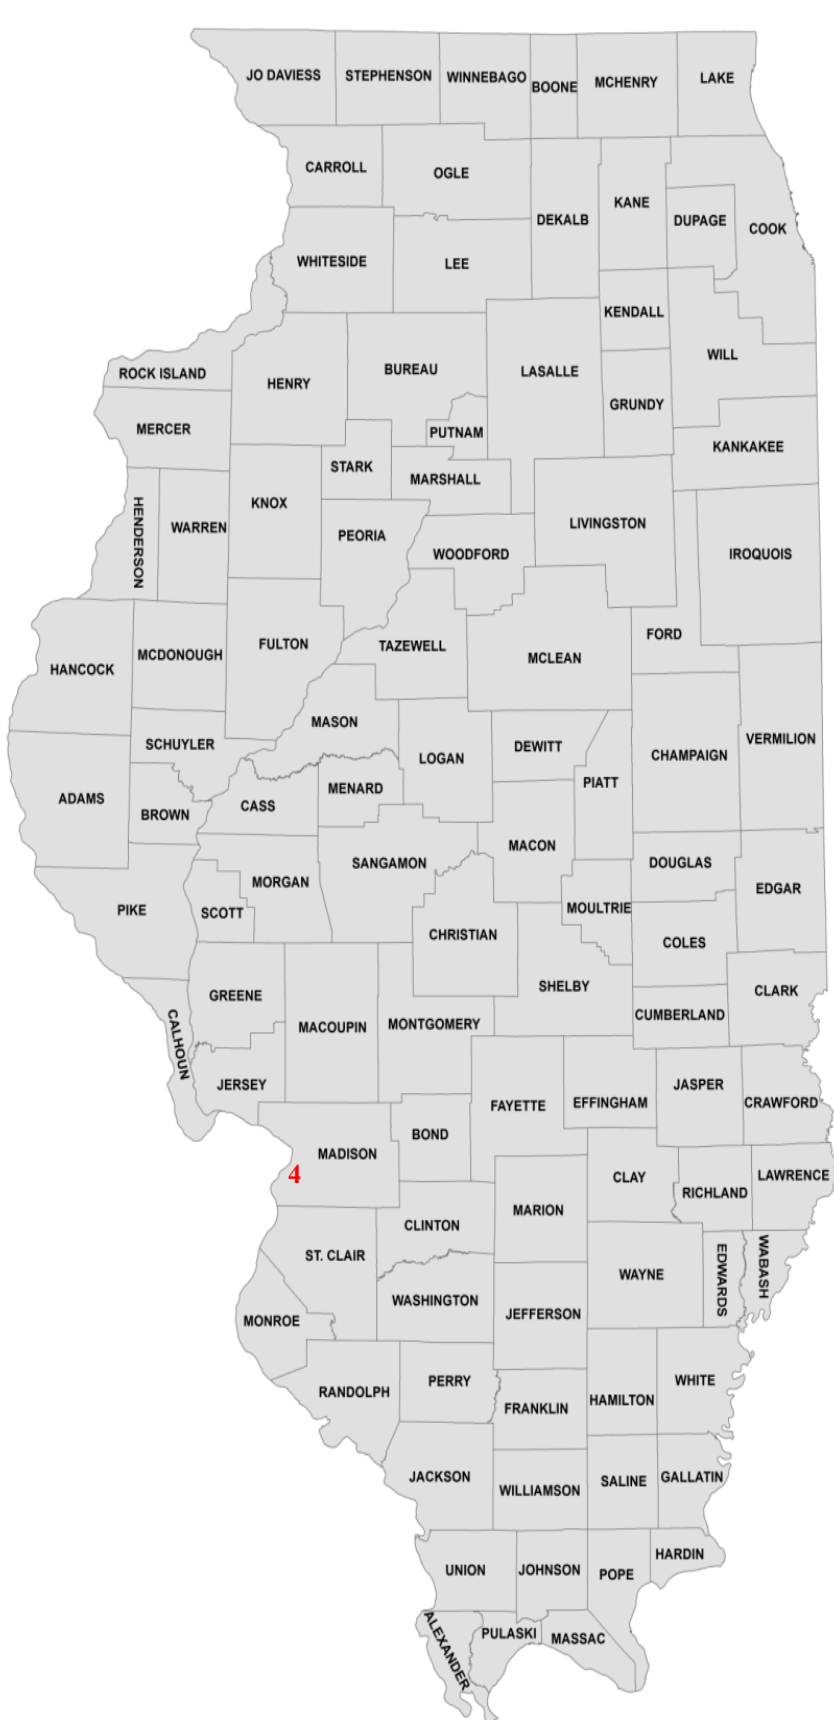 JO DAVIESS
STEPHENSON
WINNEBAGO
BOONE
MCHENRY
LAKE
CARROLL
OGLE
DEKALB
KANE
DUPAGE
COOK
WHITESIDE
LEE
KENDALL
WILL
ROCK ISLAND
HENRY
BUREAU
LASALLE
GRUNDY
MERCER
PUTNAM
KANKAKEE
STARK
MARSHALL
HENDERSON
WARREN
KNOX
PEORIA
WOODFORD
LIVINGSTON
IROQUOIS
HANCOCK
MCDONOUGH
FULTON
TAZEWELL
MCLEAN
FORD
SCHUYLER
MASON
LOGAN
DEWITT
PIATT
CHAMPAIGN
VERMILION
ADAMS
BROWN
CASS
MENARD
MACON
SANGAMON
DOUGLAS
EDGAR
PIKE
SCOTT
MORGAN
CHRISTIAN
MOULTRIE
COLES
SHELBY
CLARK
GREENE
MACOUPIN
MONTGOMERY
CUMBERLAND
CALHOUN
JERSEY
FAYETTE
EFFINGHAM
JASPER
CRAWFORD
MADISON
4
BOND
CLAY
RICHLAND
LAWRENCE
MARION
CLINTON
ST. CLAIR
WAYNE
EDWARDS
WABASH
WASHINGTON
JEFFERSON
MONROE
RANDOLPH
PERRY
FRANKLIN
HAMILTON
WHITE
JACKSON
WILLIAMSON
SALINE
GALLATIN
UNION
JOHNSON
POPE
HARDIN
ALEXANDER
PULASKI
MASSAC